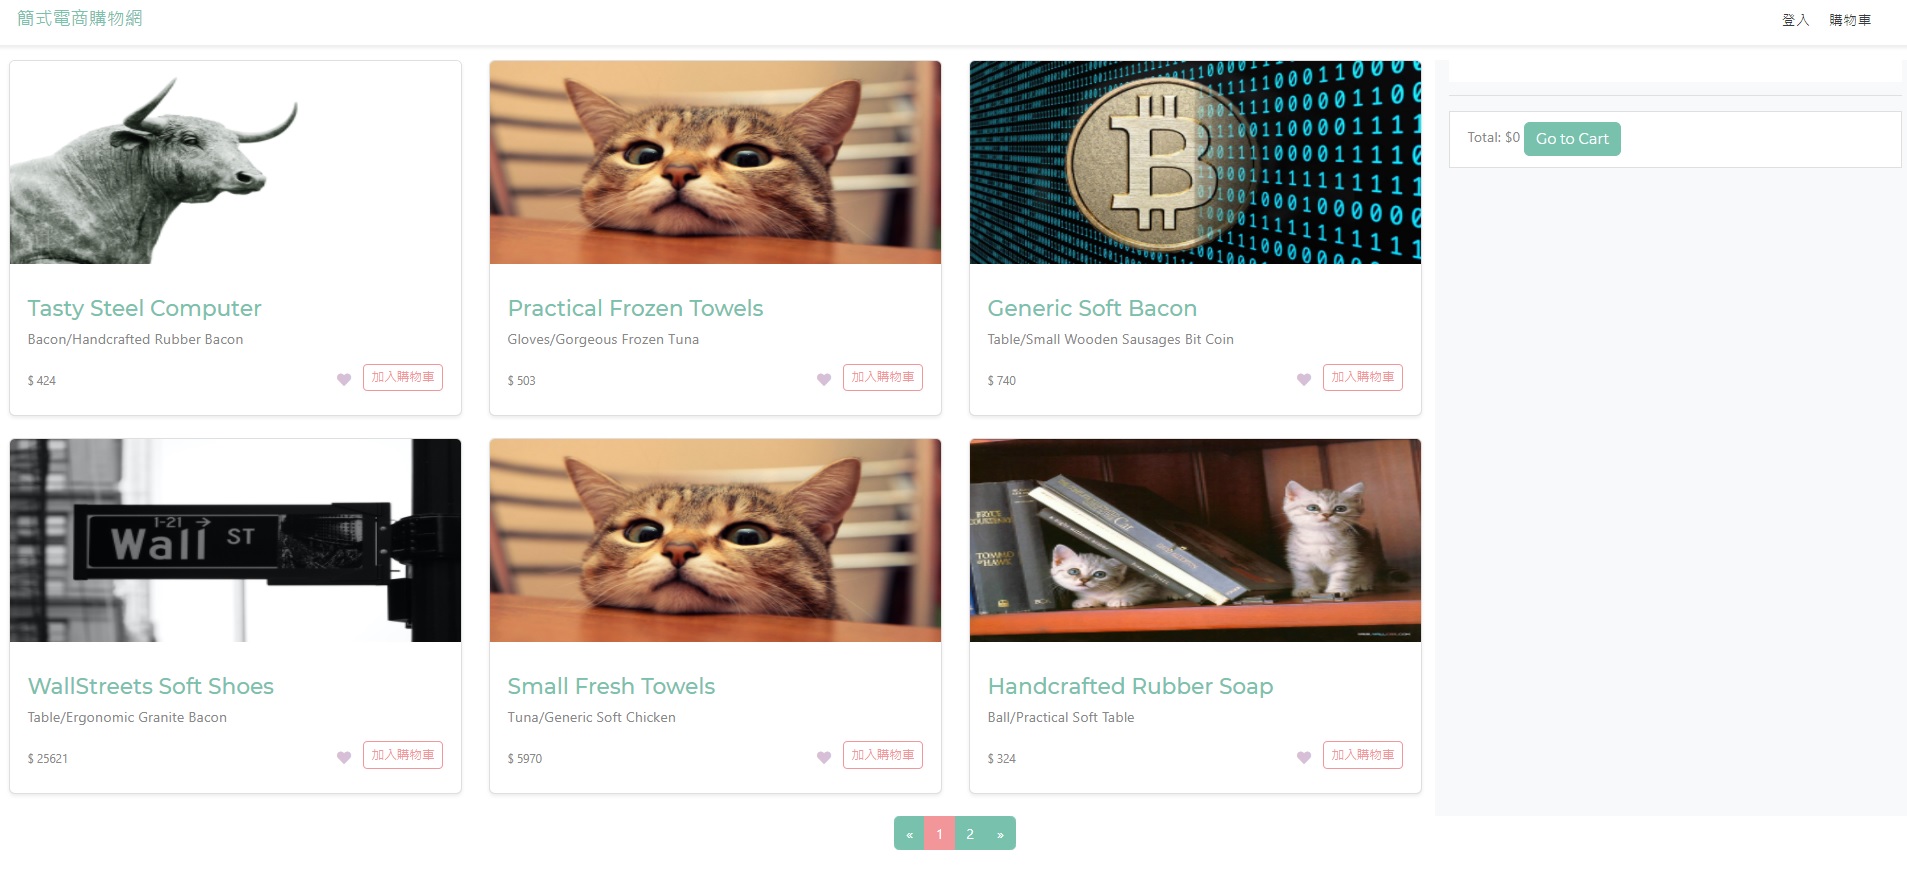 簡式電商購物網
登入 購物車
Total: $0 Go to Cart
Tasty Steel Computer
Bacon/Handcrafted Rubber Bacon
$ 424 加入購物車
Practical Frozen Towels
Gloves/Gorgeous Frozen Tuna
$ 503 加入購物車
Generic Soft Bacon
Table/Small Wooden Sausages Bit Coin
$ 740 加入購物車
1-21 →
Wall ST
WallStreets Soft Shoes
Table/Ergonomic Granite Bacon
$ 25621 加入購物車
Small Fresh Towels
Tuna/Generic Soft Chicken
$ 5970 加入購物車
Handcrafted Rubber Soap
Ball/Practical Soft Table
$ 324 加入購物車
« 1 2 »